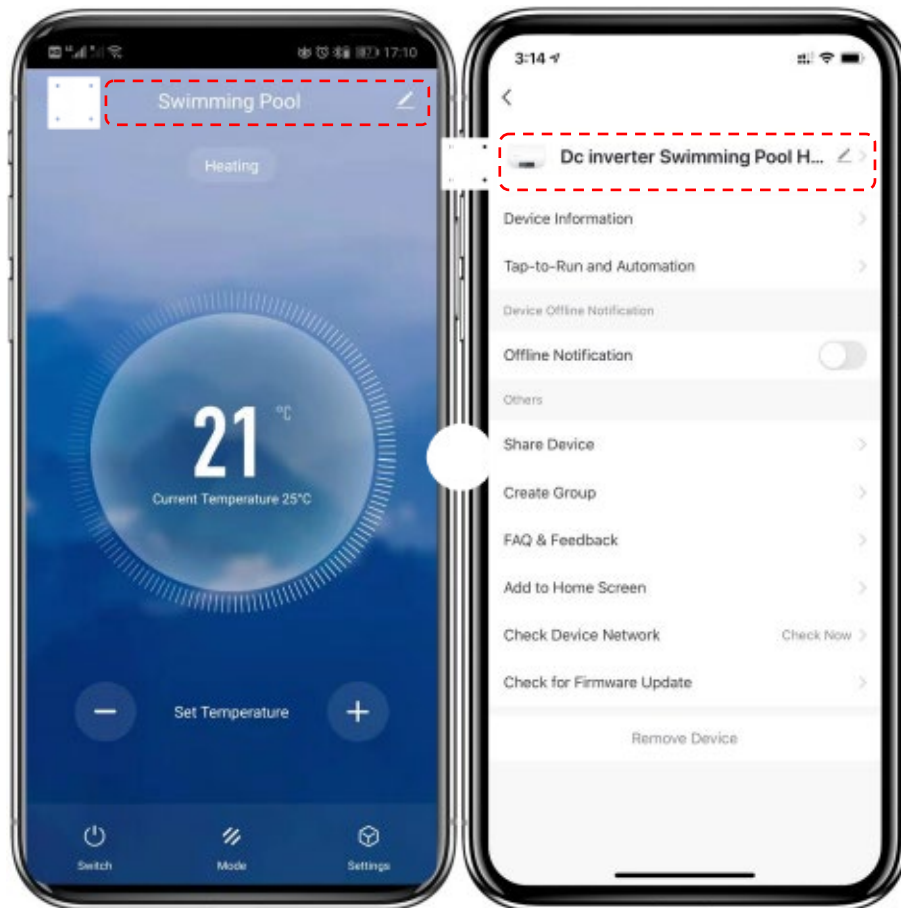 17:10
Swimming Pool
Heating
21 °C
Current Temperature 25°C
Set Temperature
Switch
Mode
Settings
3:14
Dc inverter Swimming Pool H...
Device Information
Tap-to-Run and Automation
Device Offline Notification
Offline Notification
Others
Share Device
Create Group
FAQ & Feedback
Add to Home Screen
Check Device Network Check Now
Check for Firmware Update
Remove Device